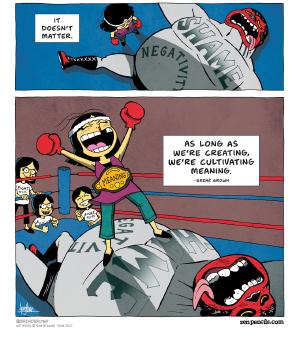 IT
DOESN'T
MATTER.
SHAME
NEGATIVIT
AS LONG AS
WE'RE CREATING,
WE'RE CULTIVATING
MEANING.
-BRENÉ BROWN
MEANING
zenpencils.com